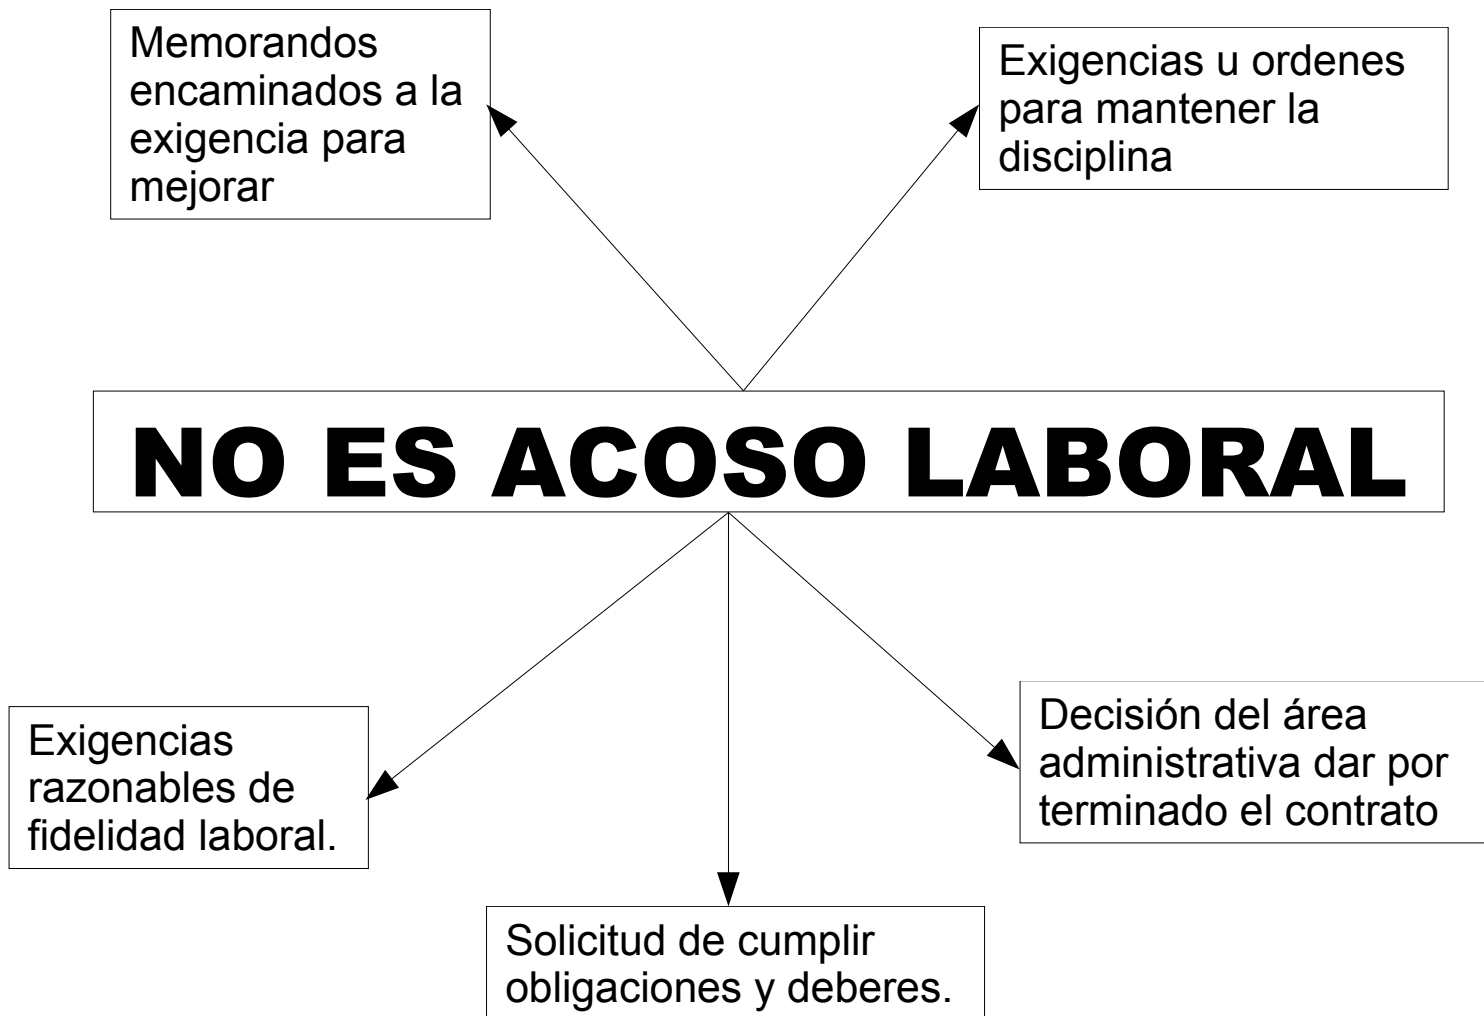 Memorandos
encaminados a la
exigencia para
mejorar
Exigencias u ordenes
para mantener la
disciplina
NO ES ACOSO LABORAL
Exigencias
razonables de
fidelidad laboral.
Solicitud de cumplir
obligaciones y deberes.
Decisión del área
administrativa dar por
terminado el contrato